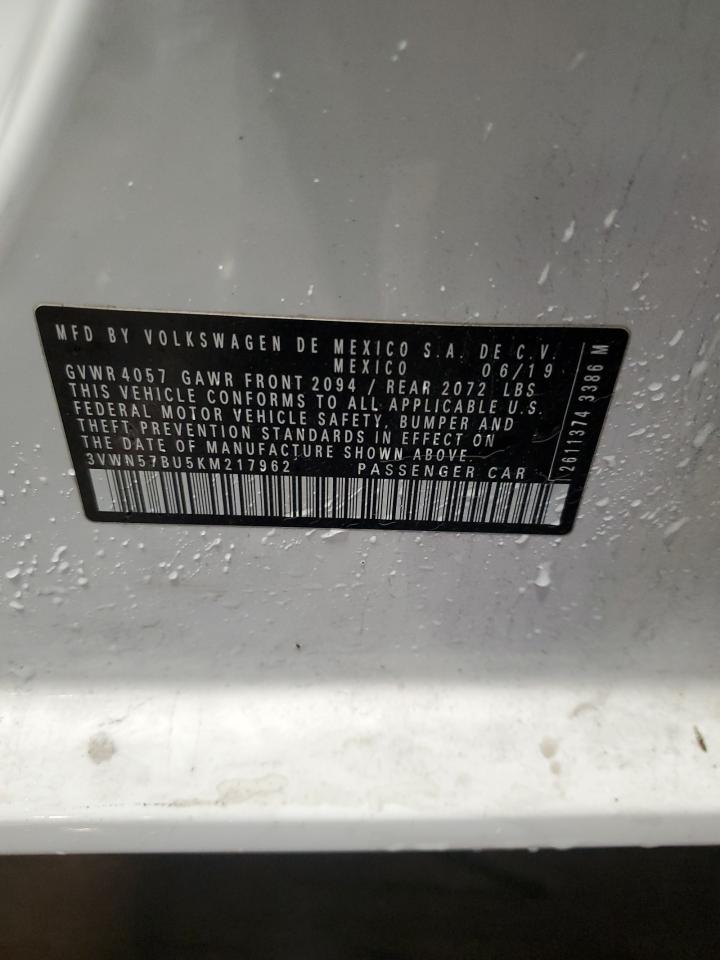 MFD BY VOLKSWAGEN DE MEXICO S.A. DE C.V.
MEXICO 06/19
GVWR 4057 GAWR FRONT 2094 / REAR 2072 LBS
THIS VEHICLE CONFORMS TO ALL APPLICABLE U.S.
FEDERAL MOTOR VEHICLE SAFETY, BUMPER AND
THEFT PREVENTION STANDARDS IN EFFECT ON
THE DATE OF MANUFACTURE SHOWN ABOVE.
3VWN57BU5KM217962 PASSENGER CAR
2611374 3386 M